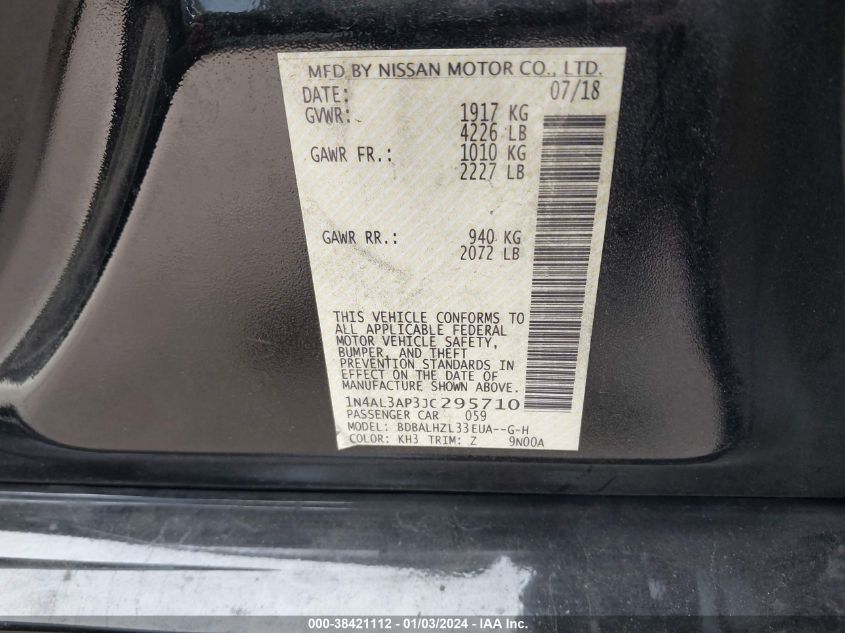 MFD BY NISSAN MOTOR CO., LTD.
DATE: 07/18
GVWR: 1917 KG
4226 LB
GAWR FR.: 1010 KG
2227 LB
GAWR RR.: 940 KG
2072 LB
THIS VEHICLE CONFORMS TO
ALL APPLICABLE FEDERAL
MOTOR VEHICLE SAFETY,
BUMPER, AND THEFT
PREVENTION STANDARDS IN
EFFECT ON THE DATE OF
MANUFACTURE SHOWN ABOVE.
1N4AL3AP3JC295710
PASSENGER CAR 059
MODEL: BDBALHZL33EUA--G-H
COLOR: KH3 TRIM: Z 9N00A
000-38421112 - 01/03/2024 - IAA Inc.